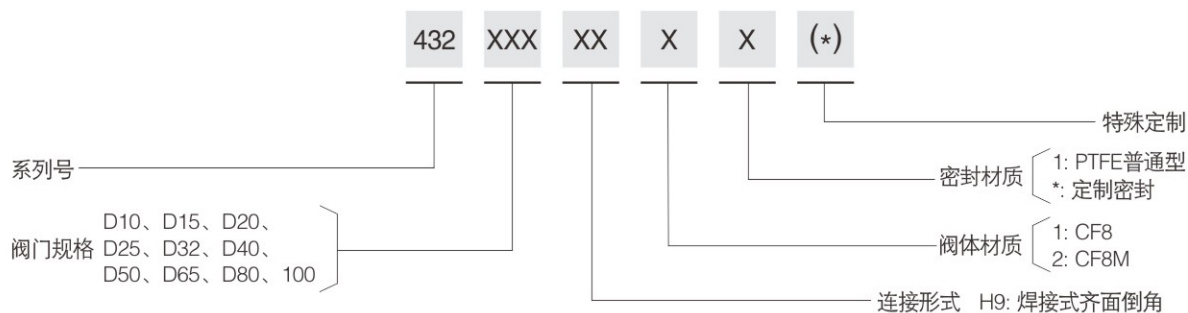 432 XXX XX X X (*)
特殊定制
系列号
密封材质 1: PTFE普通型
*: 定制密封
阀门规格 D10、D15、D20、
D25、D32、D40、
D50、D65、D80、100
阀体材质 1: CF8
2: CF8M
连接形式 H9: 焊接式齐面倒角